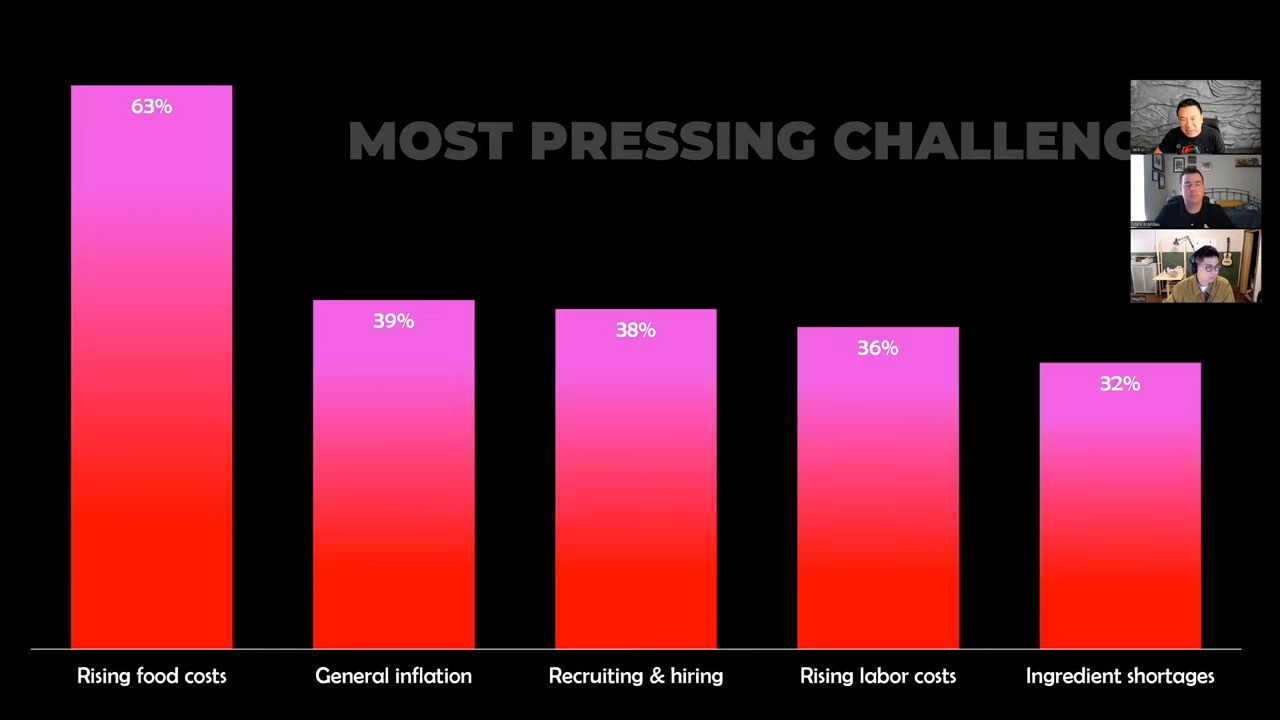 63%
MOST PRESSING CHALLENG
39%
38%
36%
32%
Rising food costs
General inflation
Recruiting & hiring
Rising labor costs
Ingredient shortages